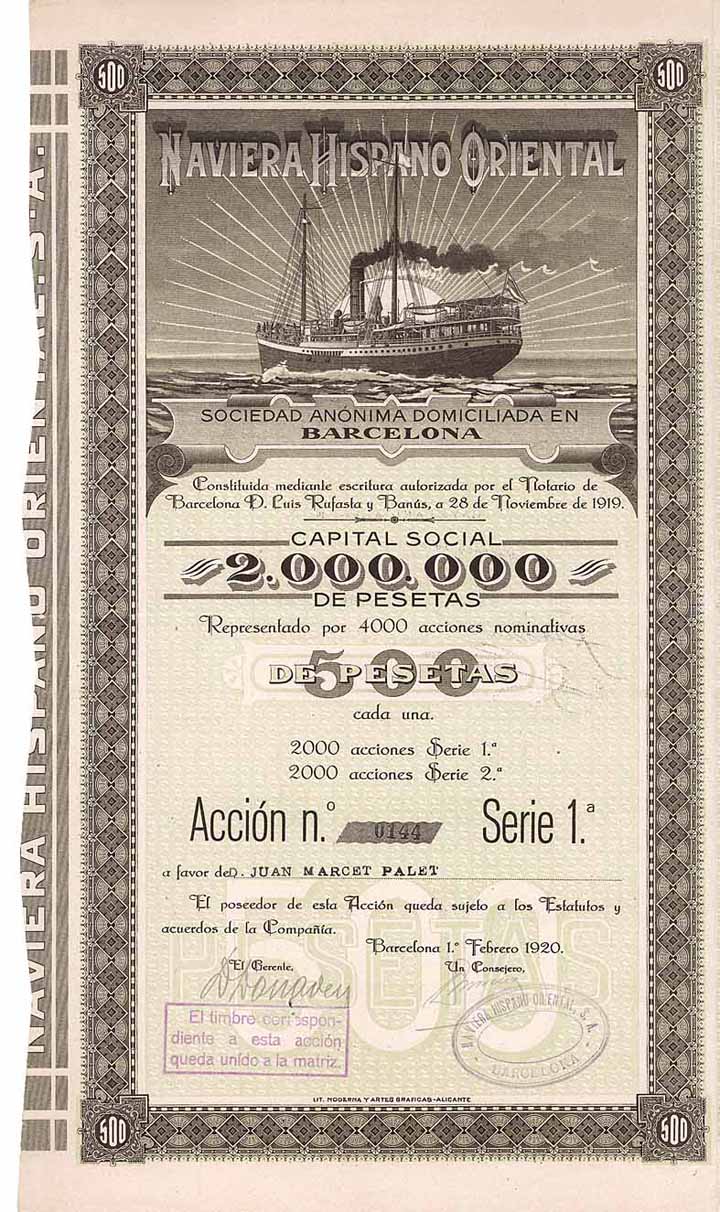 500
500
NAVIERA HISPANO ORIENTAL
SOCIEDAD ANÓNIMA DOMICILIADA EN
BARCELONA
Constituida mediante escritura autorizada por el Notario de
Barcelona D. Luis Rufasta y Banús, a 28 de Noviembre de 1919.
CAPITAL SOCIAL
2.000.000
DE PESETAS
Representado por 4000 acciones nominativas
500
DE PESETAS
cada una.
2000 acciones Serie 1.ª
2000 acciones Serie 2.ª
Acción n.º 0144 Serie 1.ª
a favor de D. JUAN MARCET PALET
El poseedor de esta Acción queda sujeto a los Estatutos y
acuerdos de la Compañía.
Barcelona 1.º Febrero 1920.
El Gerente, Un Consejero,
500
PESETAS
El timbre correspon-
diente a esta acción
queda unido a la matriz.
NAVIERA HISPANO ORIENTAL, S. A.
BARCELONA
LIT. MODERNA Y ARTES GRAFICAS-ALICANTE
500
500
NAVIERA HISPANO ORIENTAL. S. A.